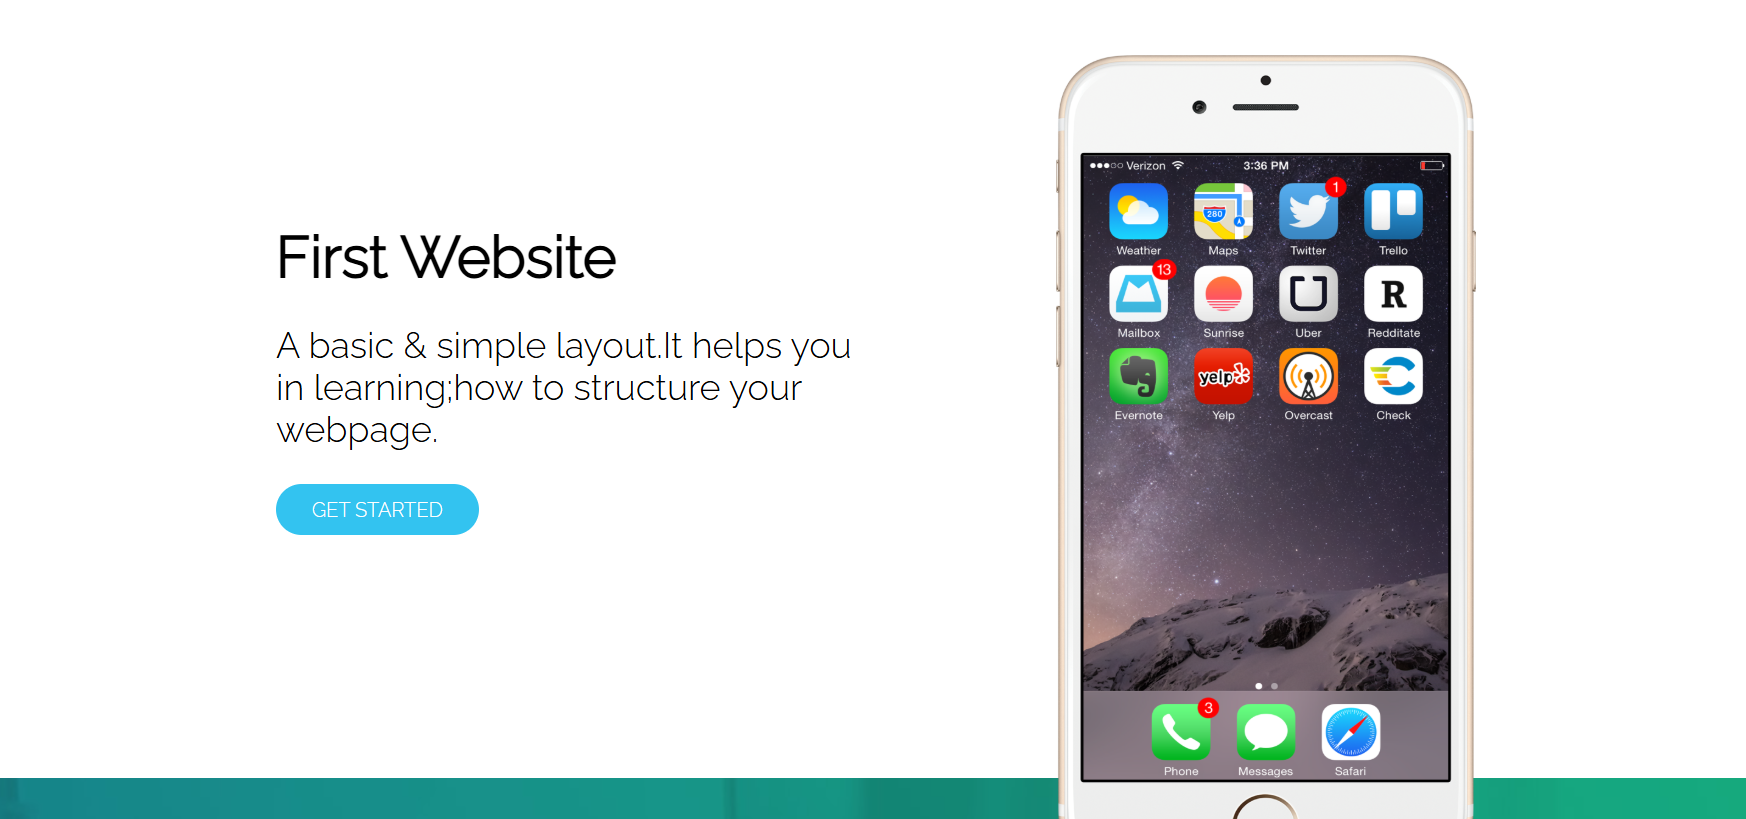 First Website
A basic & simple layout.It helps you
in learning;how to structure your
webpage.
GET STARTED
Verizon 3:36 PM
1
280
Weather Maps Twitter Trello
13
R
Mailbox Sunrise Uber Redditate
yelp
Evernote Yelp Overcast Check
3
Phone Messages Safari